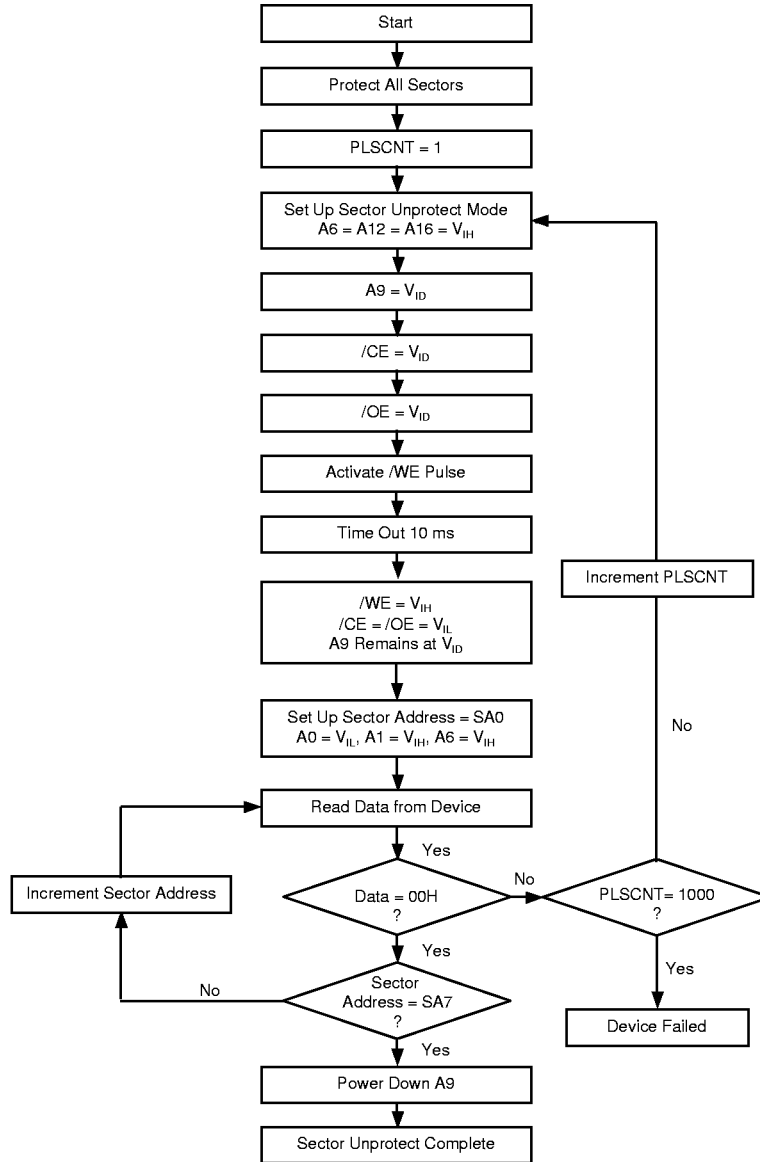 Start
Protect All Sectors
PLSCNT = 1
Set Up Sector Unprotect Mode
A6 = A12 = A16 = VIH
A9 = VID
/CE = VID
/OE = VID
Activate /WE Pulse
Time Out 10 ms
Increment PLSCNT
/WE = VIH
/CE = /OE = VIL
A9 Remains at VID
Set Up Sector Address = SA0
A0 = VIL, A1 = VIH, A6 = VIH
No
Read Data from Device
Yes
Increment Sector Address
Data = 00H
?
No
PLSCNT= 1000
?
Yes
Sector
Address = SA7
?
No
Yes
Device Failed
Yes
Power Down A9
Sector Unprotect Complete